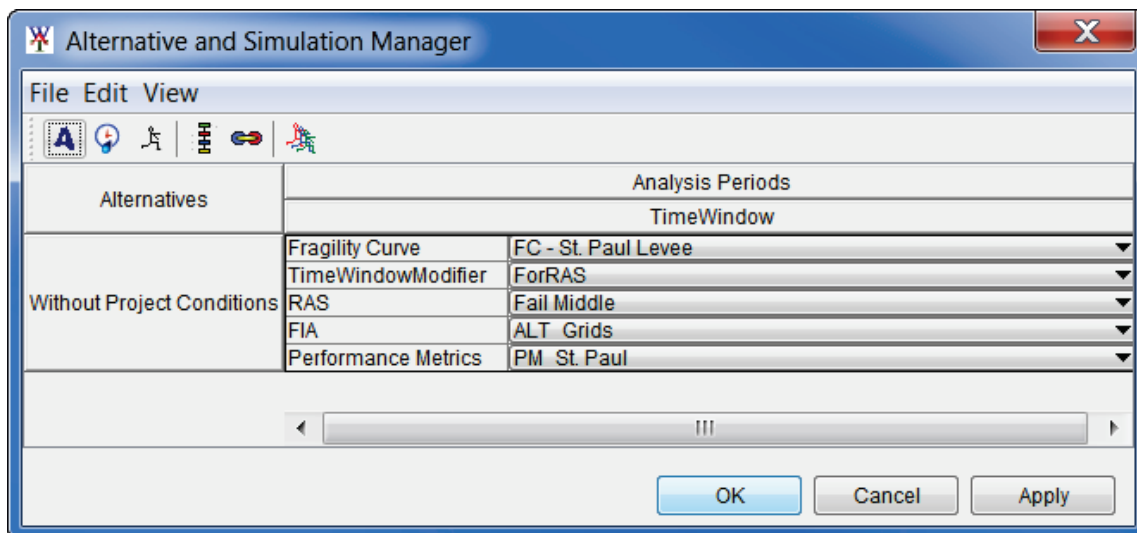 Alternative and Simulation Manager
File Edit View
Alternatives
Analysis Periods
TimeWindow
Without Project Conditions
Fragility Curve FC - St. Paul Levee
TimeWindowModifier ForRAS
RAS Fail Middle
FIA ALT Grids
Performance Metrics PM St. Paul
OK Cancel Apply